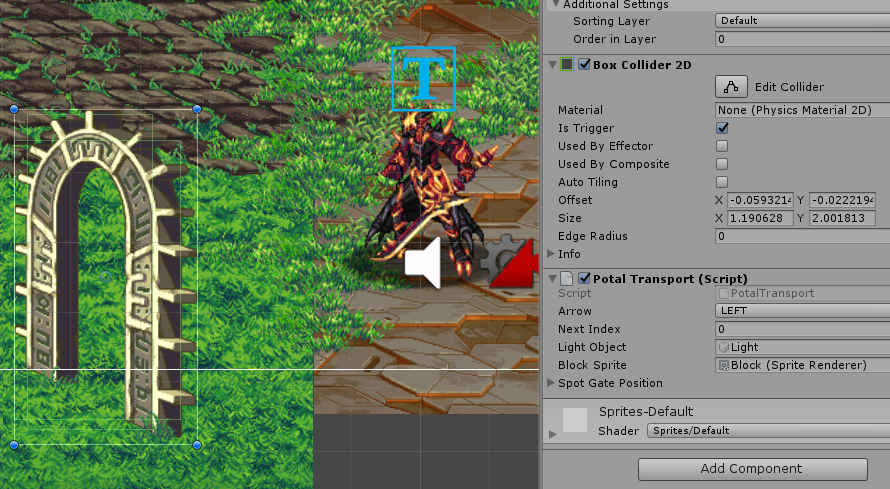 Additional Settings
Sorting Layer Default
Order in Layer 0
T
Box Collider 2D
Edit Collider
Material None (Physics Material 2D)
Is Trigger
Used By Effector
Used By Composite
Auto Tiling
Offset X -0.0593214 Y -0.0222194
Size X 1.190628 Y 2.001813
Edge Radius 0
Info
Potal Transport (Script)
Script PotalTransport
Arrow LEFT
Next Index 0
Light Object Light
Block Sprite Block (Sprite Renderer)
Spot Gate Position
Sprites-Default
Shader Sprites/Default
Add Component